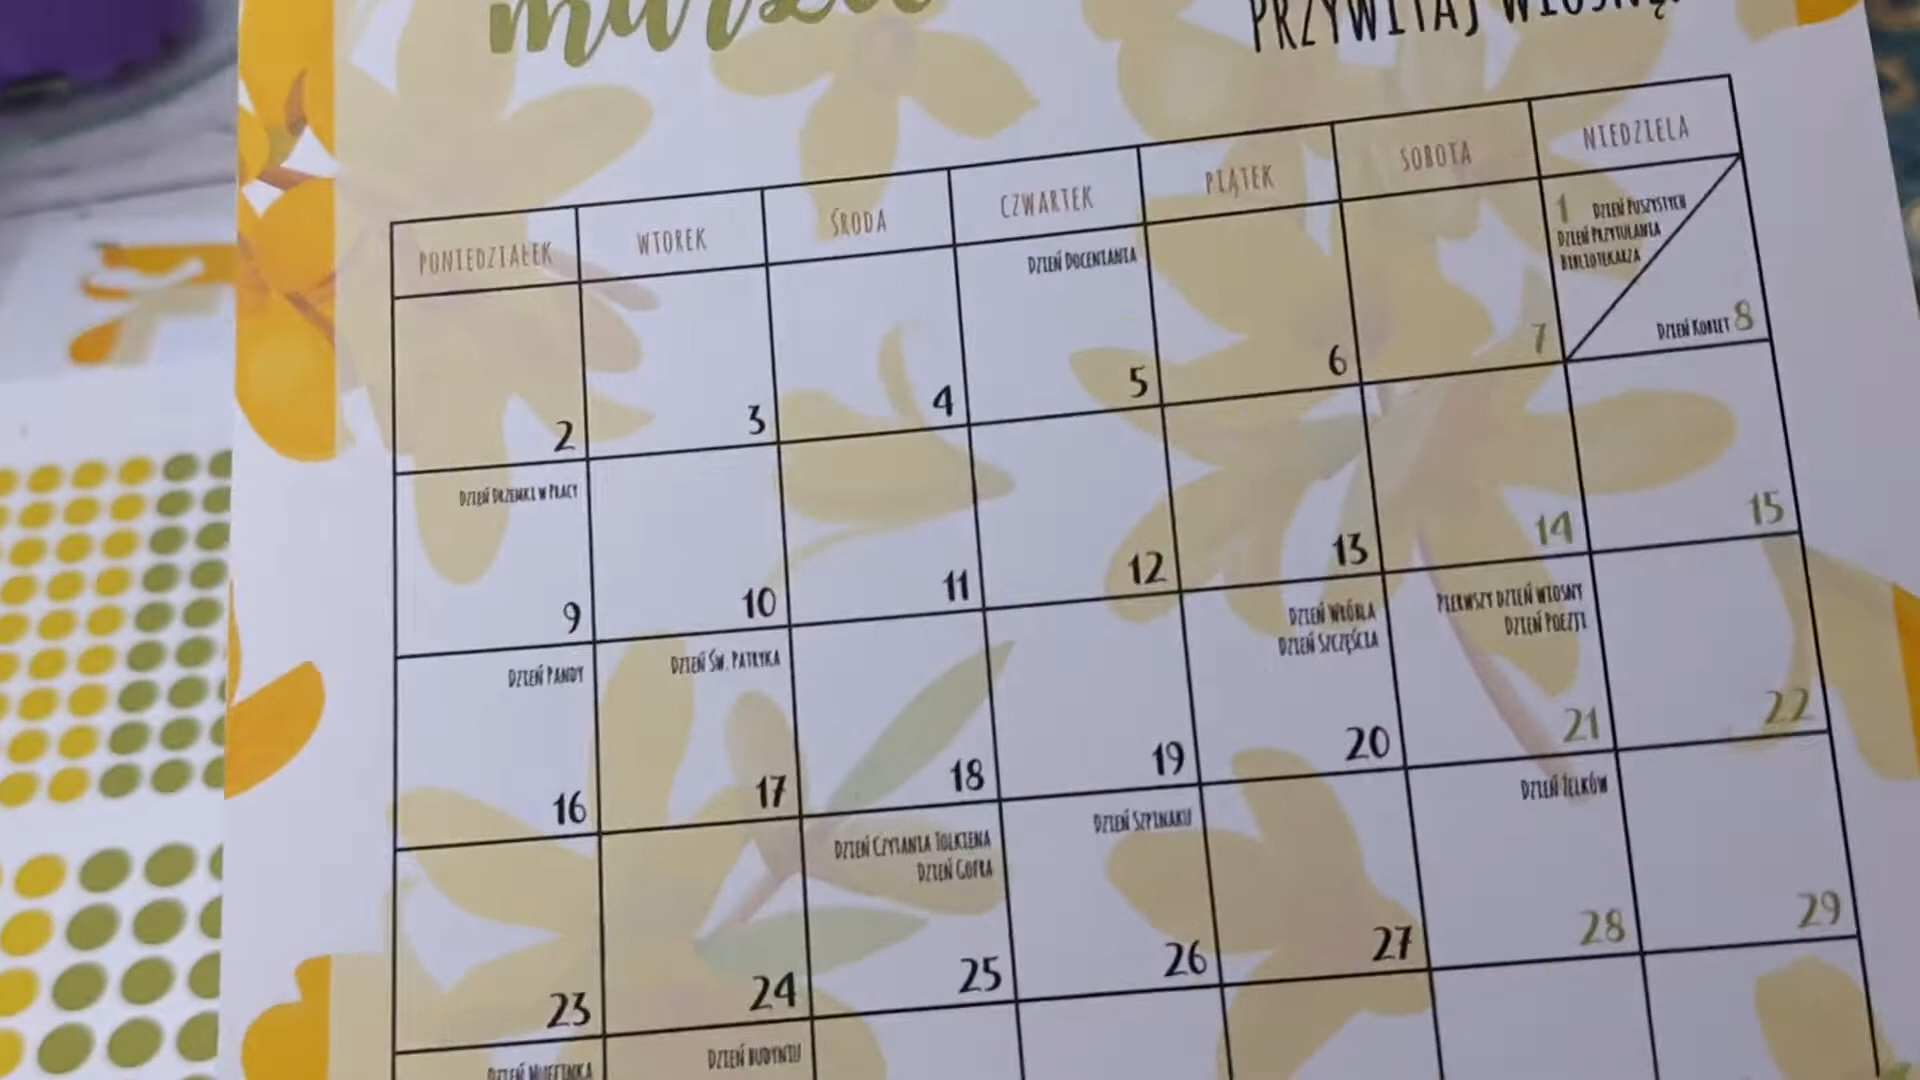 PRZYWITAJ WIOSNĘ!
PONIEDZIAŁEK WTOREK ŚRODA CZWARTEK PIĄTEK SOBOTA NIEDZIELA
1 DZIEŃ PUSZYSTYCH
DZIEŃ PRZYTULANIA
BIBLIOTEKARZA
DZIEŃ DOCENIANIA
DZIEŃ KOBIET 8
2 3 4 5 6 7
DZIEŃ DRZEMKI W PRACY
9 10 11 12 13 14 15
DZIEŃ PANDY
DZIEŃ ŚW. PATRYKA
DZIEŃ WRÓBLA
DZIEŃ SZCZĘŚCIA
PIERWSZY DZIEŃ WIOSNY
DZIEŃ POEZJI
16 17 18 19 20 21 22
DZIEŃ CZYTANIA TOLKIENA
DZIEŃ GOFRA
DZIEŃ SZPINAKU
DZIEŃ ŻELKÓW
23 24 25 26 27 28 29
DZIEŃ MUFFINKA
DZIEŃ BUDYNIU